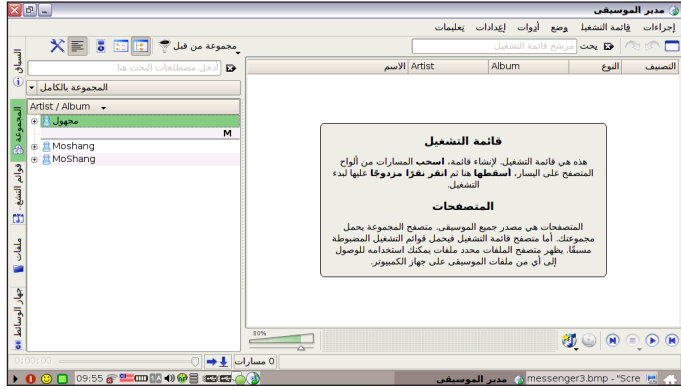 مدير الموسيقى
إجراءات قائمة التشغيل وضع أدوات إعدادات تعليمات
يحث مرشح قائمة التشغيل
مجموعة من قبل
أدخل مصطلحات البحث هنا
المجموعة بالكامل
Artist / Album
مجهول
M
Moshang
MoShang
السياق
المجموعة
قوائم التشغ..
ملفات
جهاز الوسائط
التصنيف النوع Album Artist الاسم
قائمة التشغيل
هذه هي قائمة التشغيل. لإنشاء قائمة، اسحب المسارات من ألواح
المتصفح على اليسار، أسقطها هنا ثم انقر نقرًا مزدوجًا عليها لبدء
التشغيل.
المتصفحات
المتصفحات هي مصدر جميع الموسيقى. متصفح المجموعة يحمل
مجموعتك. أما متصفح قائمة التشغيل فيحمل قوائم التشغيل المضبوطة
مسبقًا. يظهر متصفح الملفات محدد ملفات يمكنك استخدامه للوصول
إلى أي من ملفات الموسيقى على جهاز الكمبيوتر.
80%
0:00:00
0 مسارات
09:55
مدير الموسيقى
messenger3.bmp - "Scre